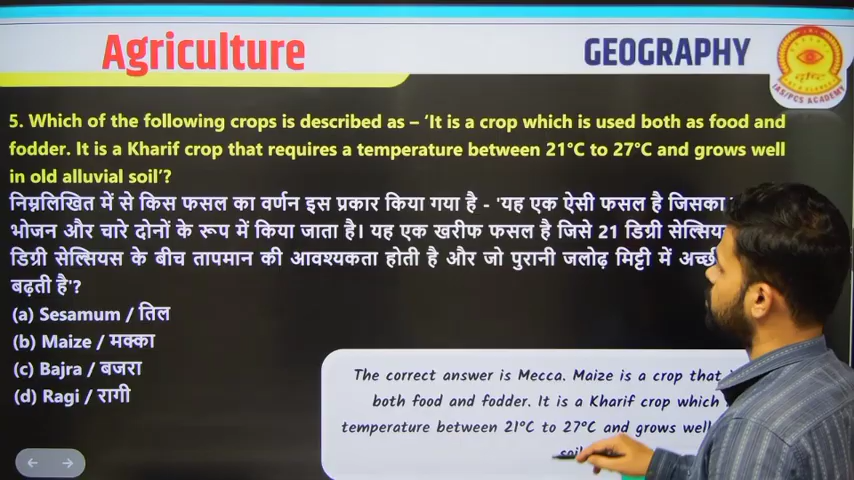 Agriculture
GEOGRAPHY
IAS/PCS ACADEMY
5. Which of the following crops is described as – 'It is a crop which is used both as food and
fodder. It is a Kharif crop that requires a temperature between 21°C to 27°C and grows well
in old alluvial soil'?
निम्नलिखित में से किस फसल का वर्णन इस प्रकार किया गया है - 'यह एक ऐसी फसल है जिसका
भोजन और चारे दोनों के रूप में किया जाता है। यह एक खरीफ फसल है जिसे 21 डिग्री
डिग्री सेल्सियस के बीच तापमान की आवश्यकता होती है और जो पुरानी जलोढ़ मिट्टी में
बढ़ती है'?
(a) Sesamum / तिल
(b) Maize / मक्का
(c) Bajra / बजरा
(d) Ragi / रागी
The correct answer is Mecca. Maize is a crop that
both food and fodder. It is a Kharif crop which
temperature between 21°C to 27°C and grows well